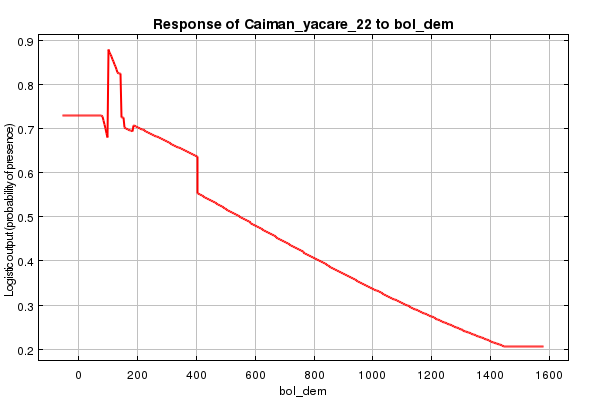 Response of Caiman_yacare_22 to bol_dem
Logistic output (probability of presence)
0.9
0.8
0.7
0.6
0.5
0.4
0.3
0.2
0 200 400 600 800 1000 1200 1400 1600
bol_dem